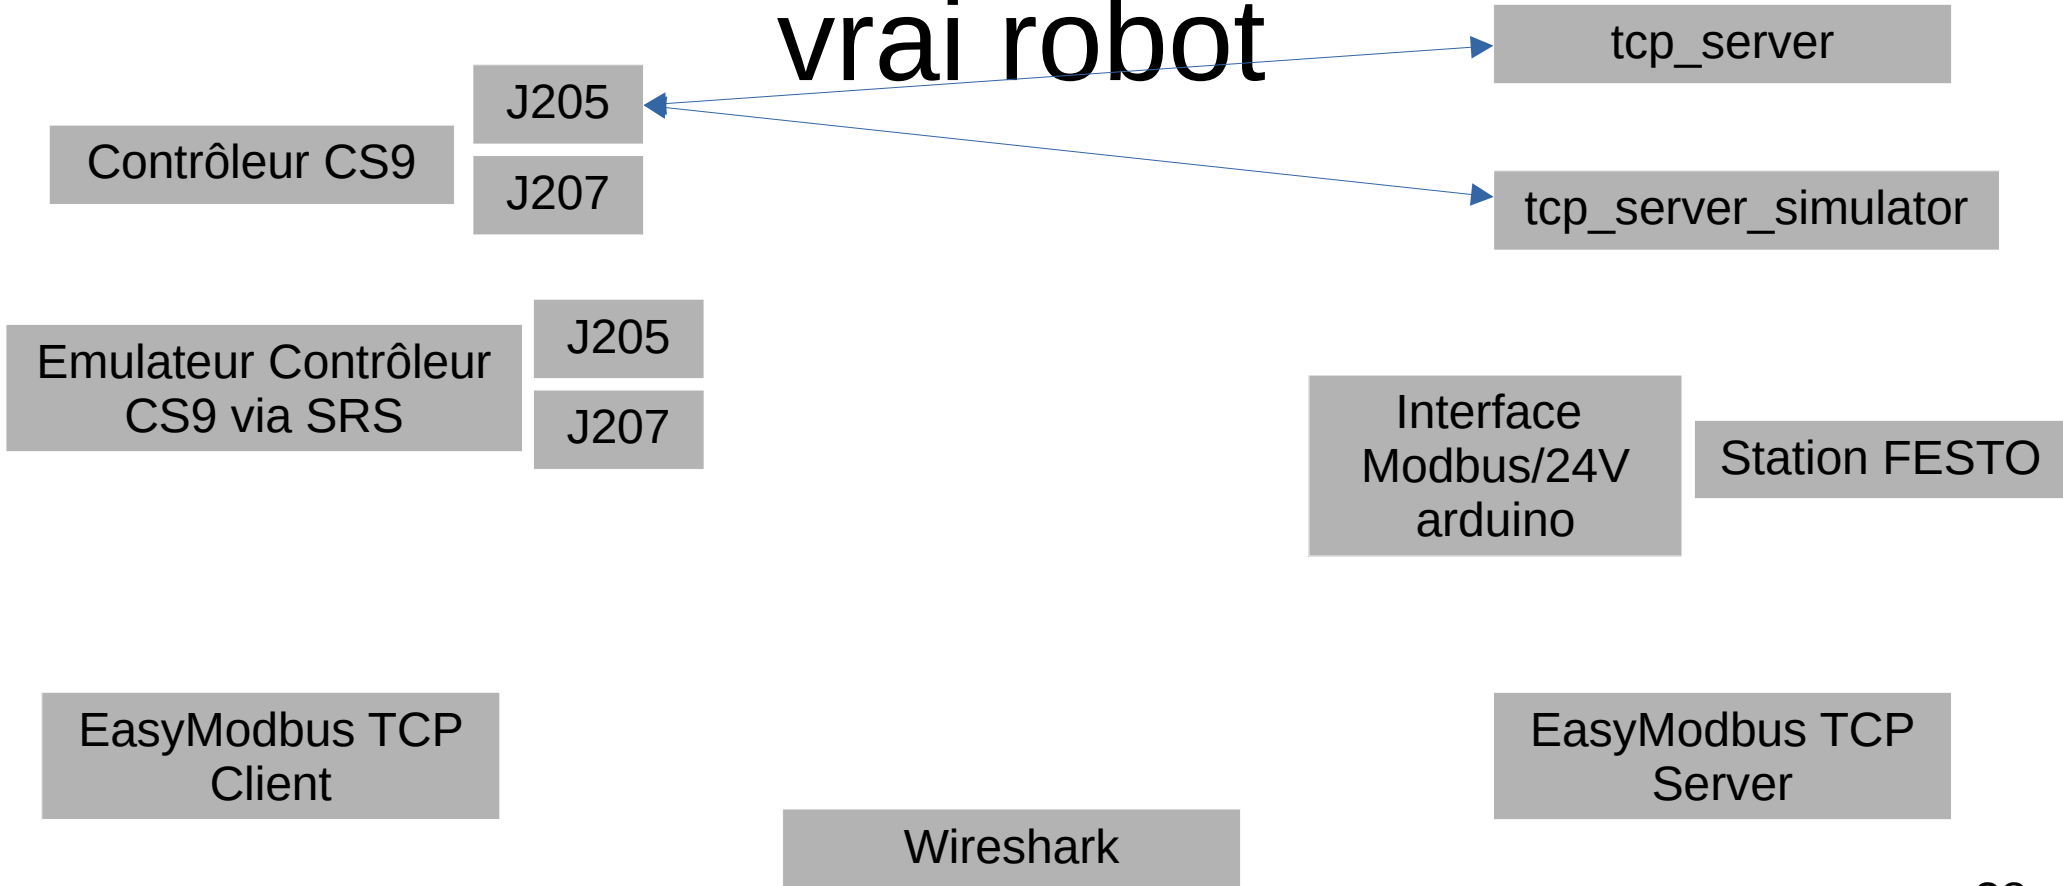 vrai robot
tcp_server
J205
Contrôleur CS9
J207
tcp_server_simulator
J205
Emulateur Contrôleur
CS9 via SRS
J207
Interface
Modbus/24V
arduino
Station FESTO
EasyModbus TCP
Client
EasyModbus TCP
Server
Wireshark